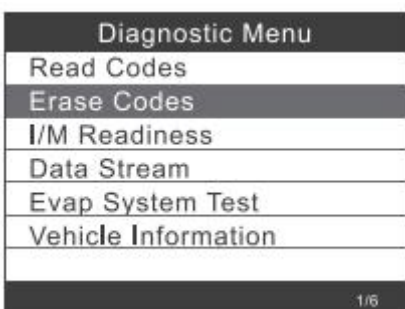 Diagnostic Menu
Read Codes
Erase Codes
I/M Readiness
Data Stream
Evap System Test
Vehicle Information
1/6